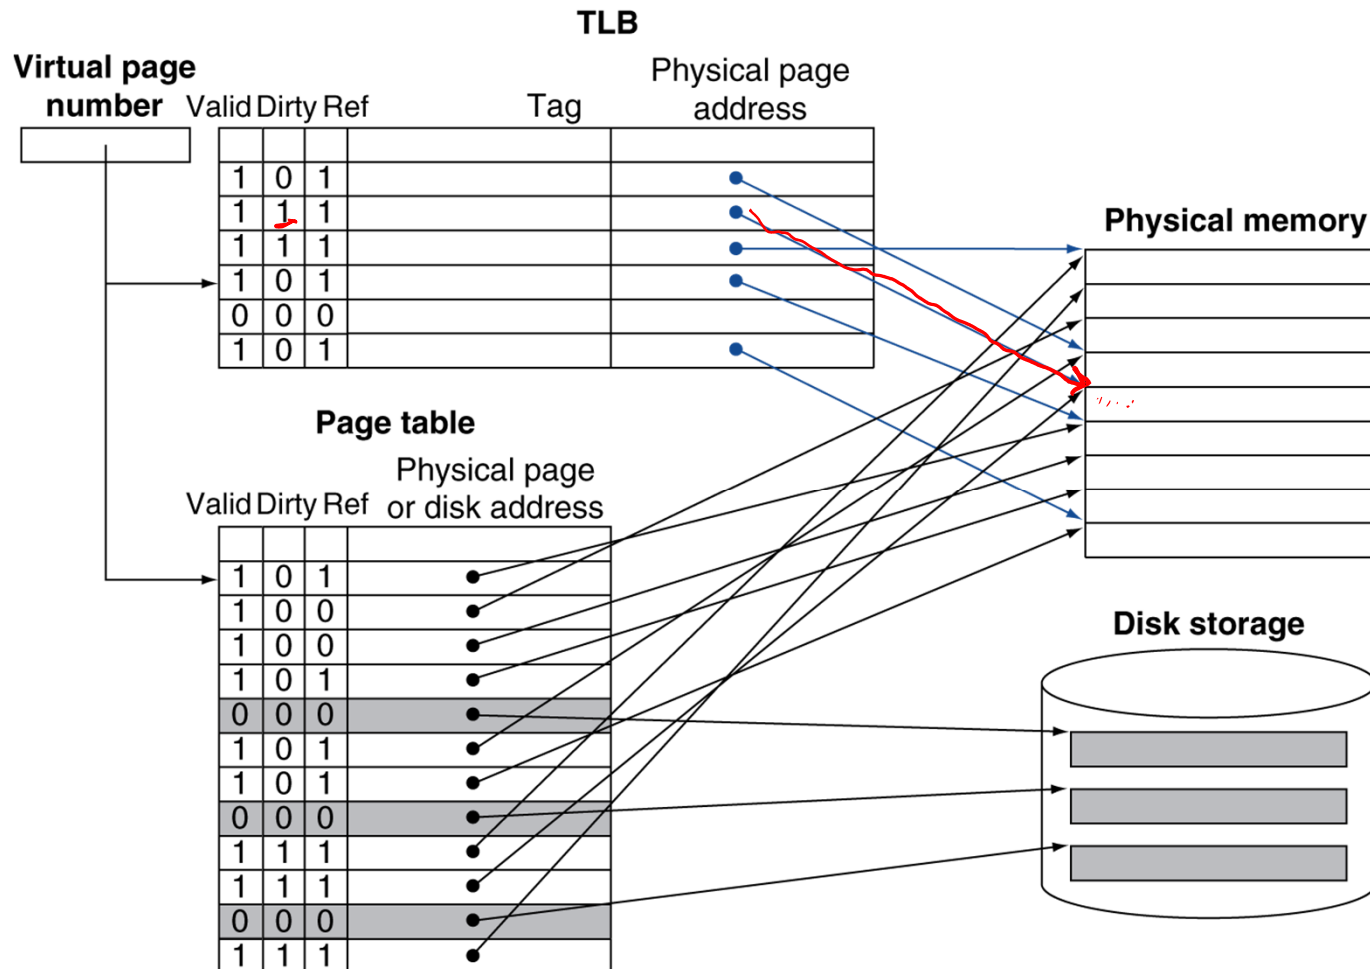 TLB
Virtual page
number
Valid Dirty Ref
Tag
Physical page
address
1 0 1
1 1 1
1 1 1
1 0 1
0 0 0
1 0 1
Physical memory
Page table
Valid Dirty Ref
Physical page
or disk address
1 0 1
1 0 0
1 0 0
1 0 1
0 0 0
1 0 1
1 0 1
0 0 0
1 1 1
1 1 1
0 0 0
1 1 1
Disk storage